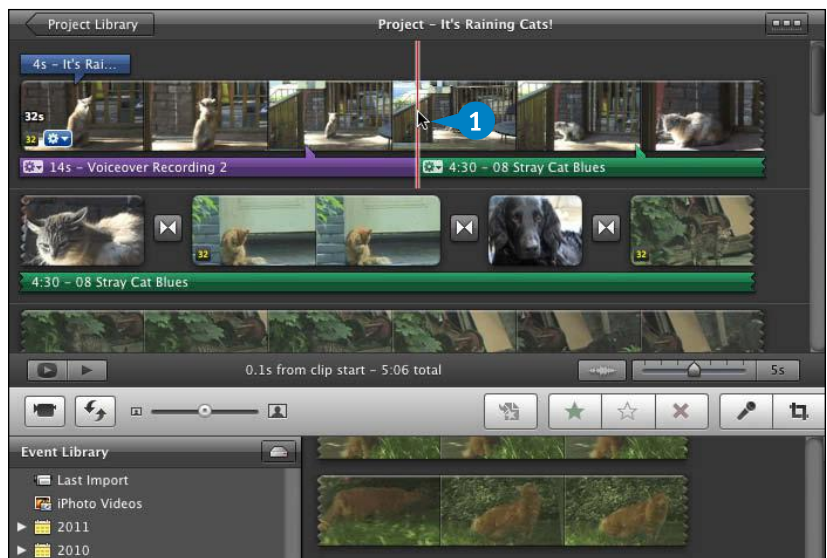 Project Library
Project – It's Raining Cats!
4s – It's Rai...
32s
32
1
14s – Voiceover Recording 2
4:30 – 08 Stray Cat Blues
32
32
4:30 – 08 Stray Cat Blues
0.1s from clip start – 5:06 total
5s
Event Library
Last Import
iPhoto Videos
2011
2010